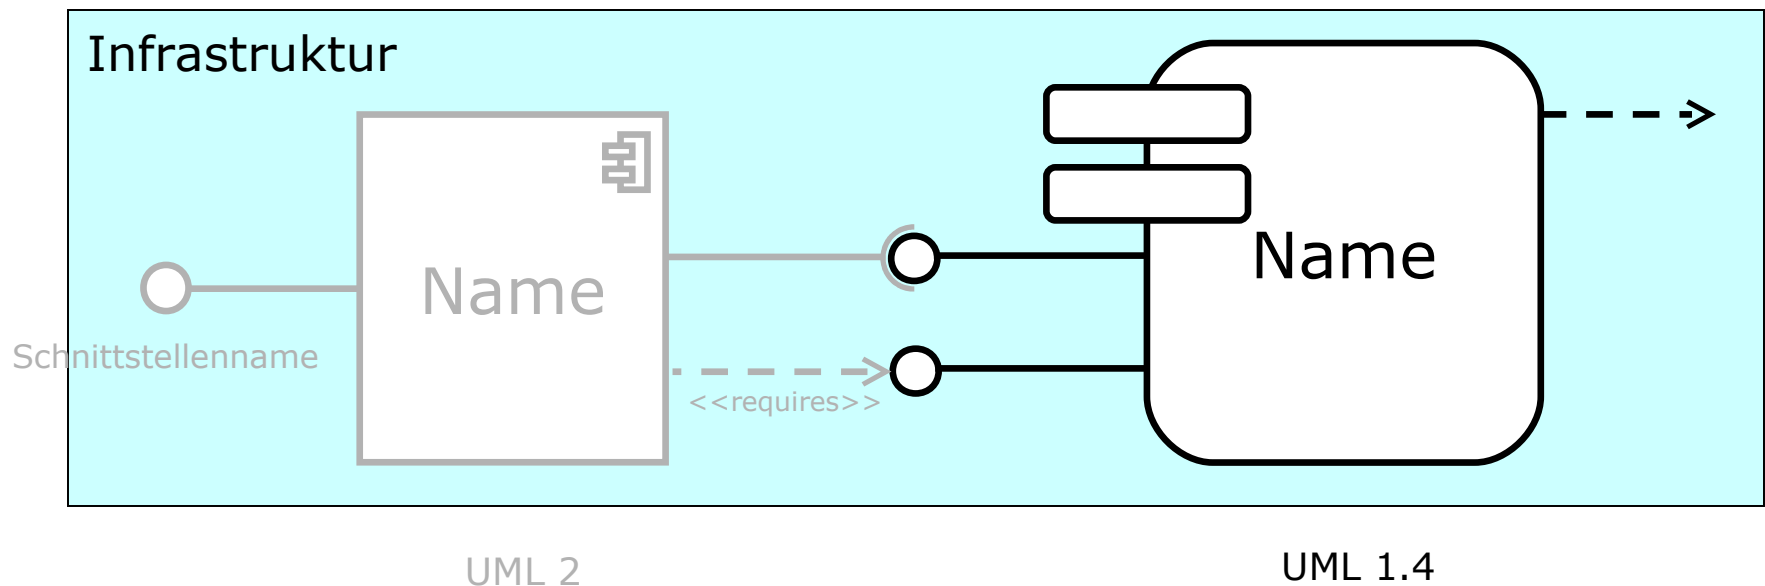 Infrastruktur
Name
Name
Schnittstellenname
<<requires>>
UML 2
UML 1.4